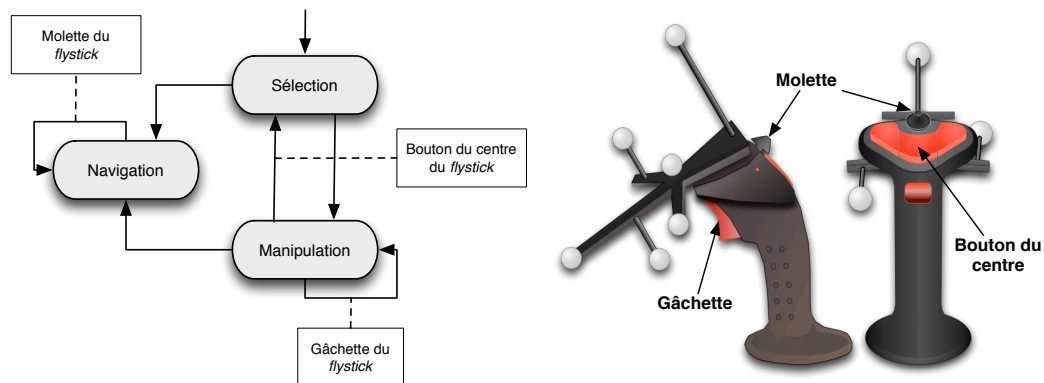 Molette du
flystick
Sélection
Navigation
Bouton du centre
du flystick
Manipulation
Gâchette du
flystick
Molette
Gâchette
Bouton du
centre